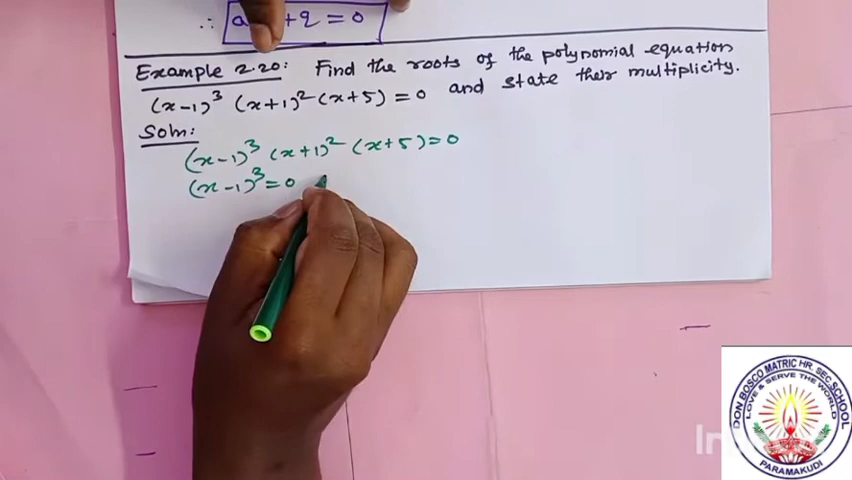 ∴ a + q = 0
Example 2.20: Find the roots of the polynomial equation
(x-1)³ (x+1)² (x+5) = 0 and state their multiplicity.
Soln:
(x-1)³ (x+1)² (x+5) = 0
(x-1)³ = 0
DON BOSCO MATRIC HR. SEC. SCHOOL
LOVE & SERVE THE WORLD
PARAMAKUDI